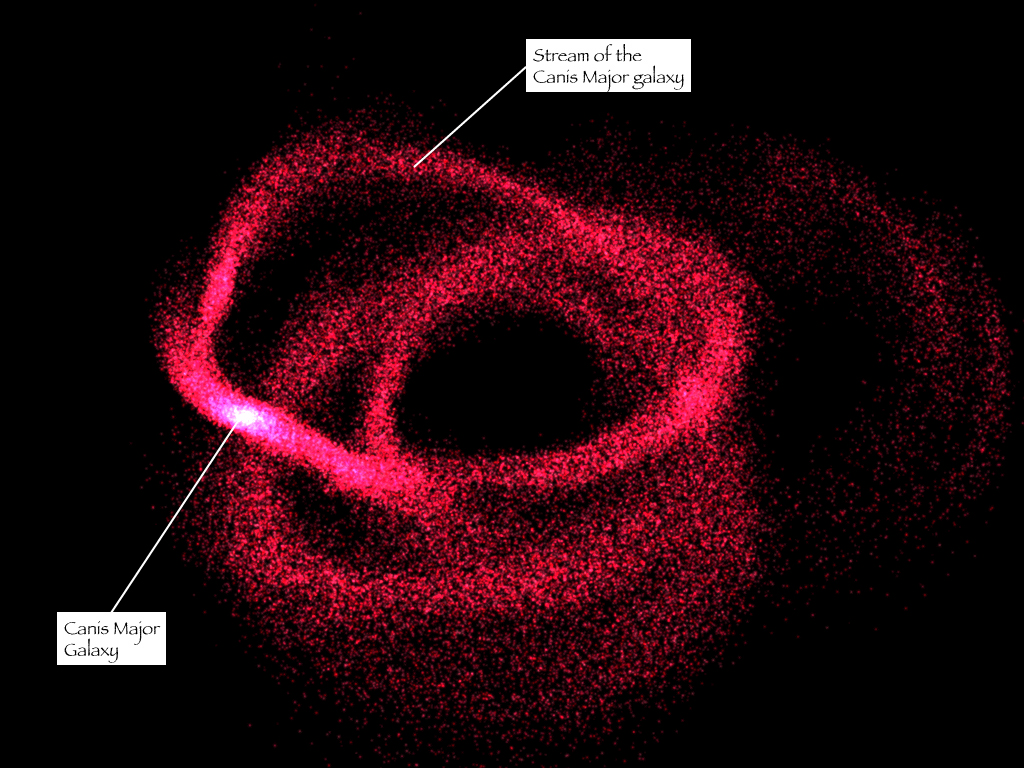 Stream of the
Canis Major galaxy
Canis Major
Galaxy